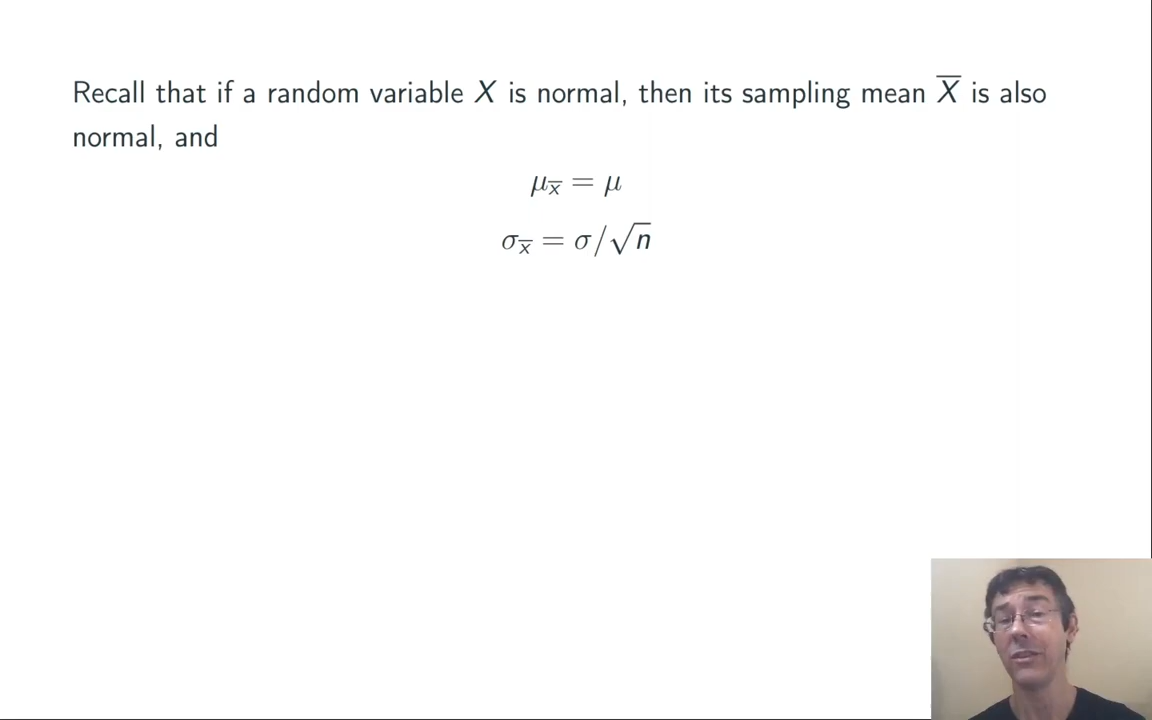 Recall that if a random variable X is normal, then its sampling mean X̅ is also
normal, and
μ_x̅ = μ
σ_x̅ = σ/√n